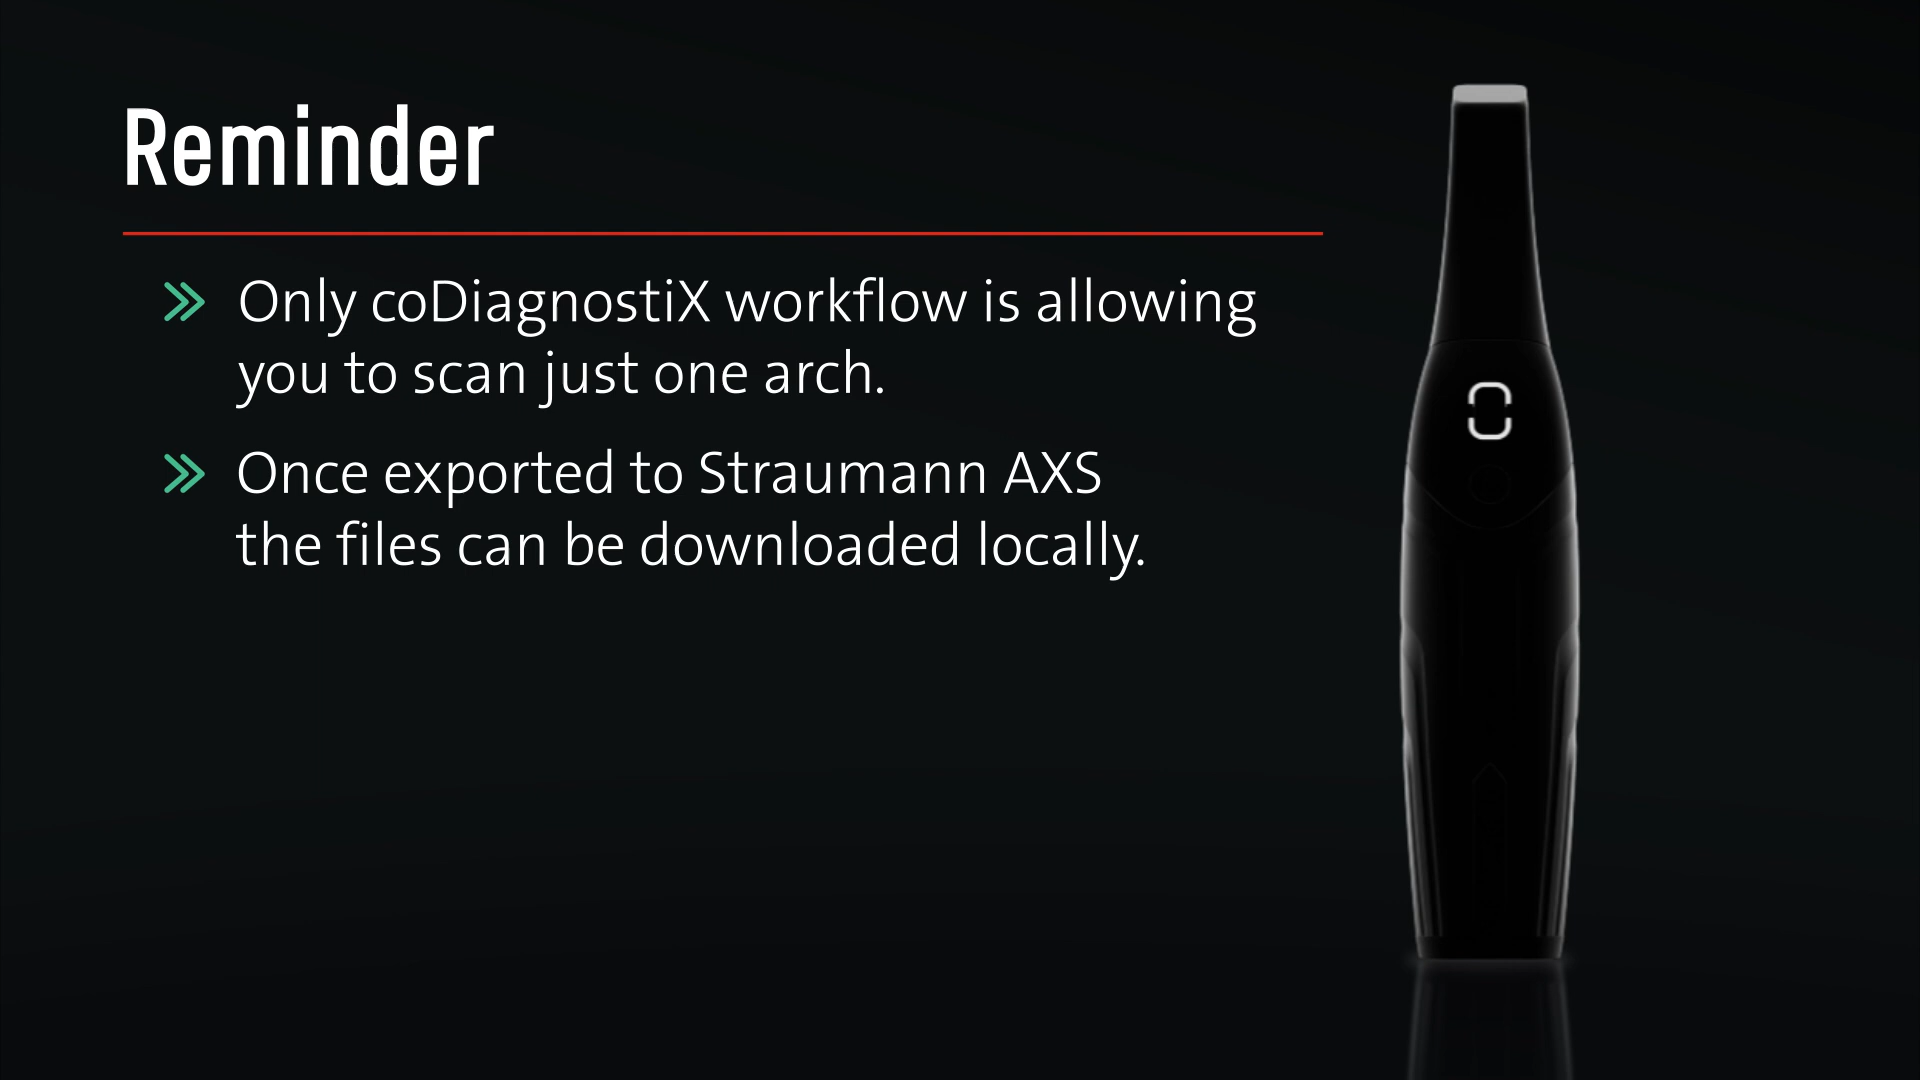 Reminder
Only coDiagnostiX workflow is allowing
you to scan just one arch.
Once exported to Straumann AXS
the files can be downloaded locally.